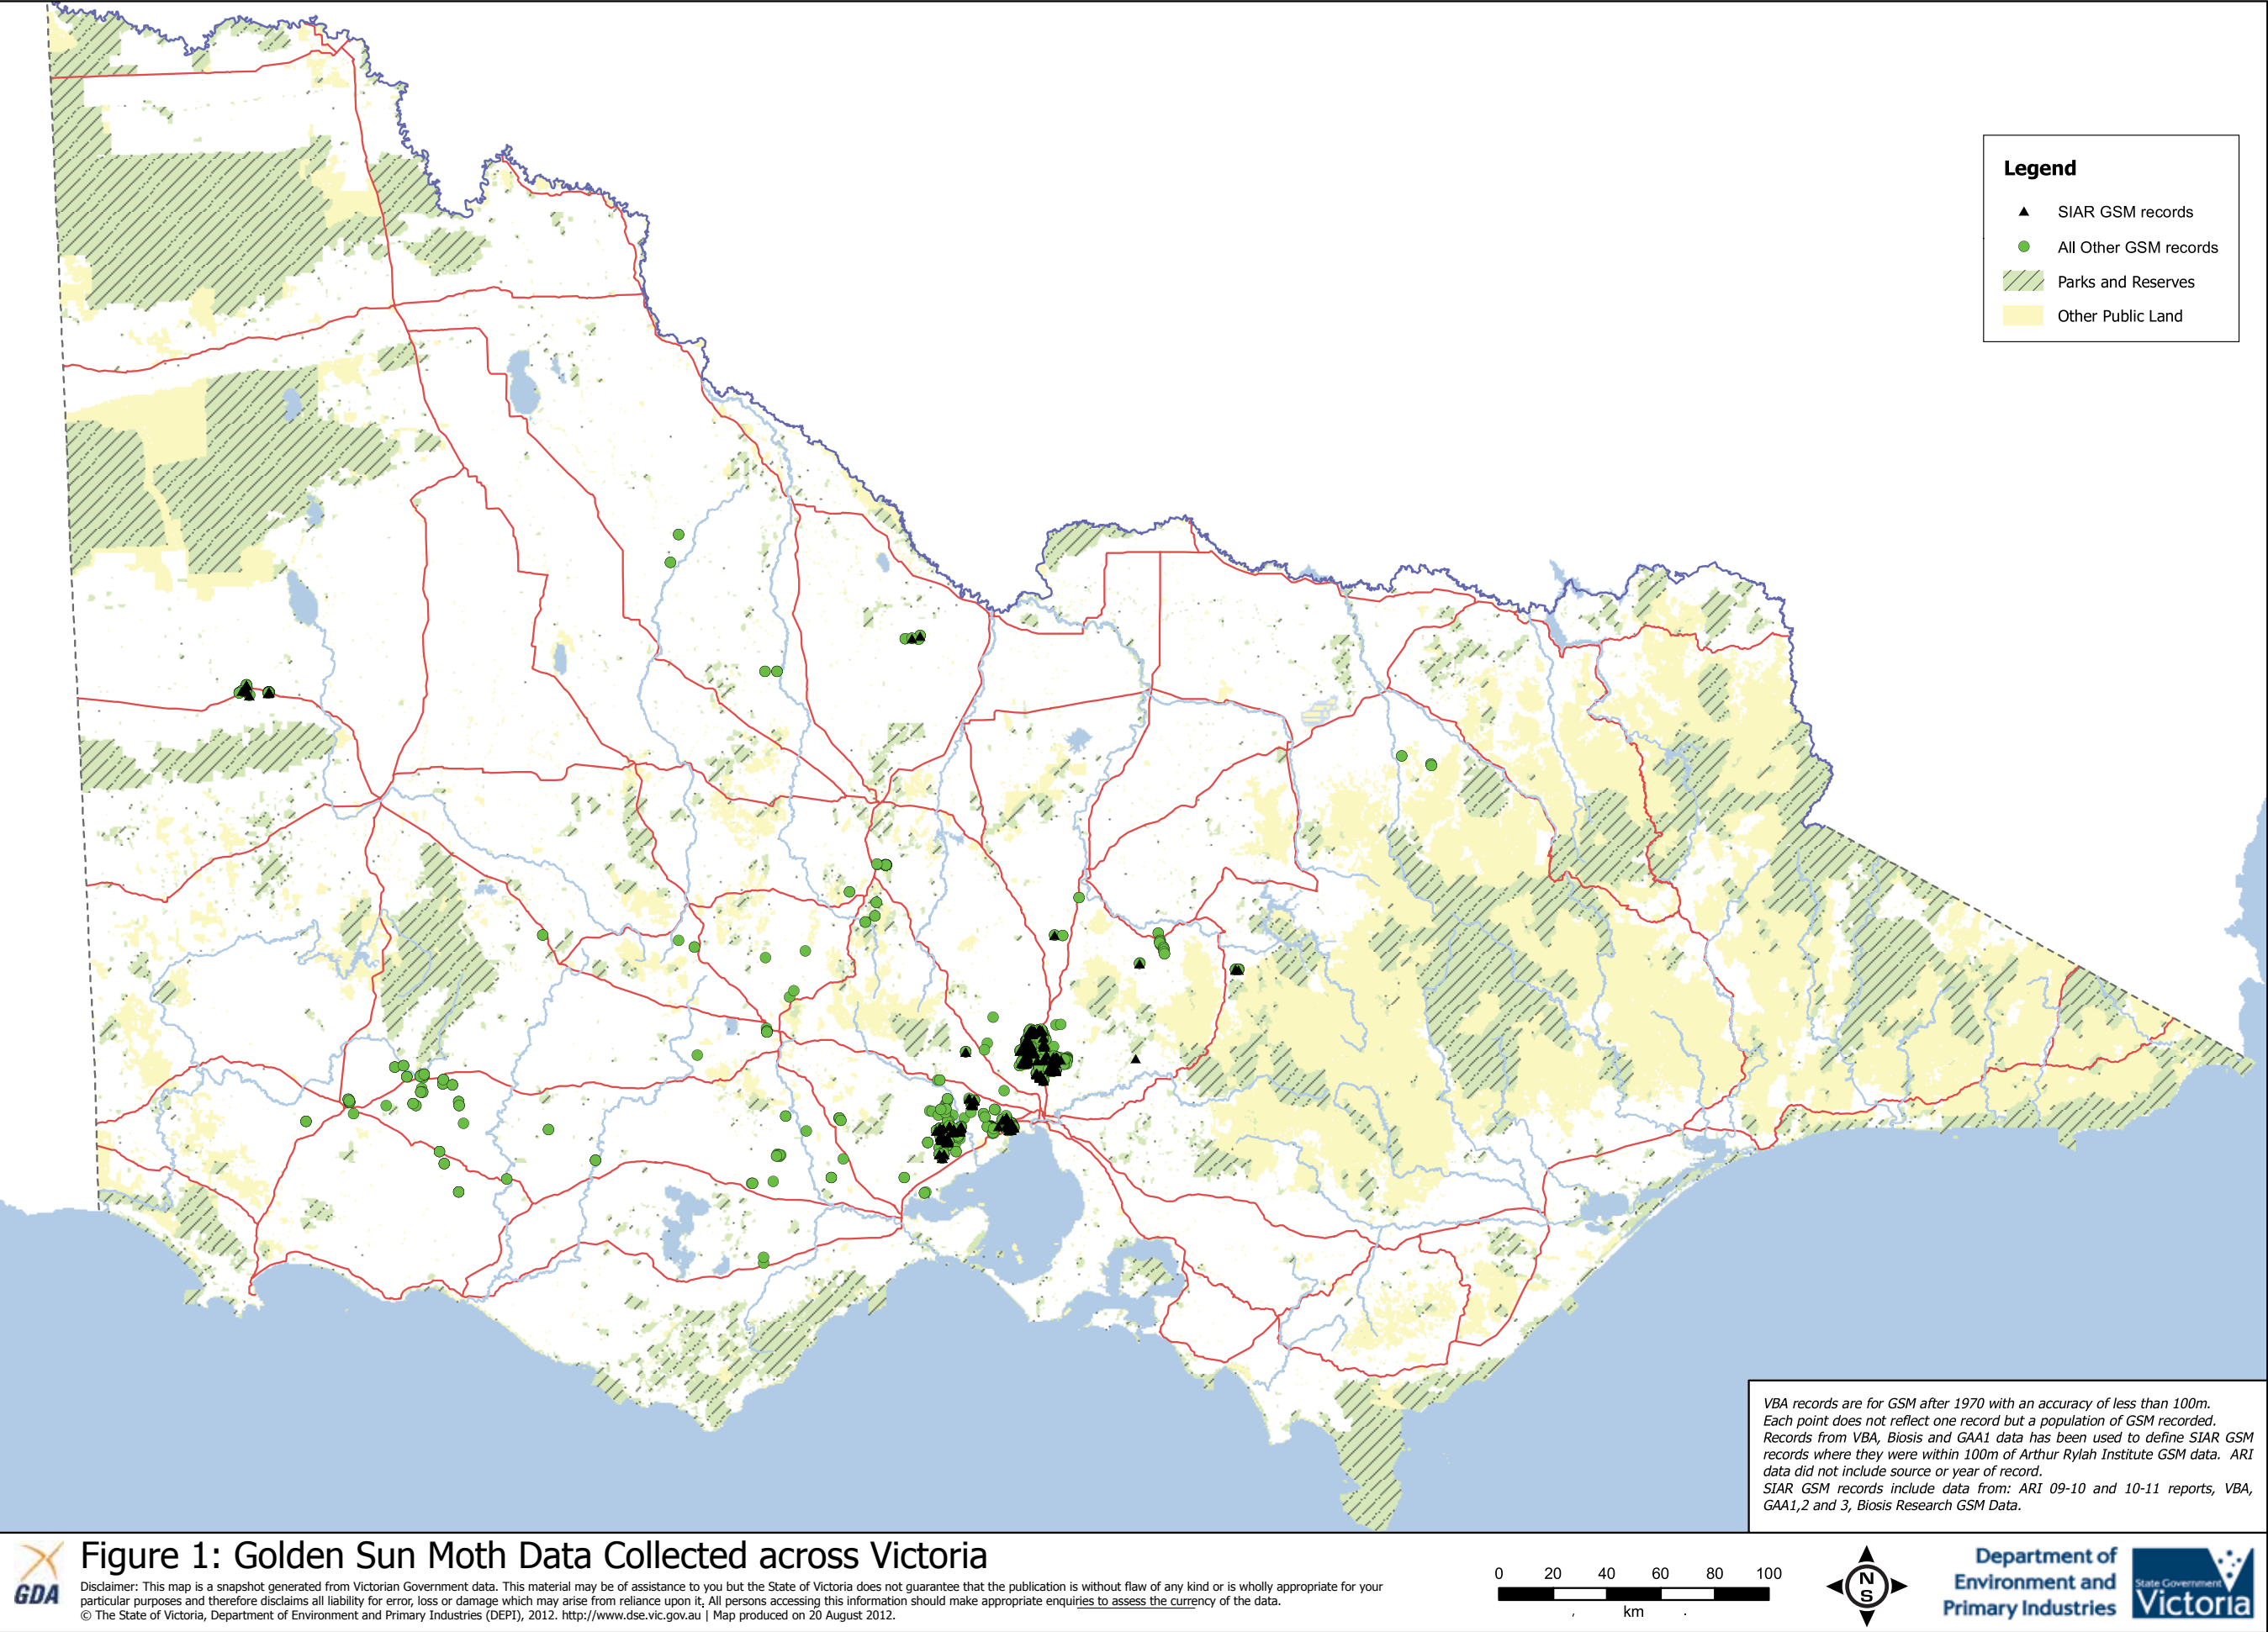 Legend
SIAR GSM records
All Other GSM records
Parks and Reserves
Other Public Land
VBA records are for GSM after 1970 with an accuracy of less than 100m.
Each point does not reflect one record but a population of GSM recorded.
Records from VBA, Biosis and GAA1 data has been used to define SIAR GSM
records where they were within 100m of Arthur Rylah Institute GSM data. ARI
data did not include source or year of record.
SIAR GSM records include data from: ARI 09-10 and 10-11 reports, VBA,
GAA1,2 and 3, Biosis Research GSM Data.
GDA
Figure 1: Golden Sun Moth Data Collected across Victoria
Disclaimer: This map is a snapshot generated from Victorian Government data. This material may be of assistance to you but the State of Victoria does not guarantee that the publication is without flaw of any kind or is wholly appropriate for your
particular purposes and therefore disclaims all liability for error, loss or damage which may arise from reliance upon it. All persons accessing this information should make appropriate enquiries to assess the currency of the data.
© The State of Victoria, Department of Environment and Primary Industries (DEPI), 2012. http://www.dse.vic.gov.au | Map produced on 20 August 2012.
0 20 40 60 80 100
km
N
S
Department of
Environment and
Primary Industries
State Government
Victoria